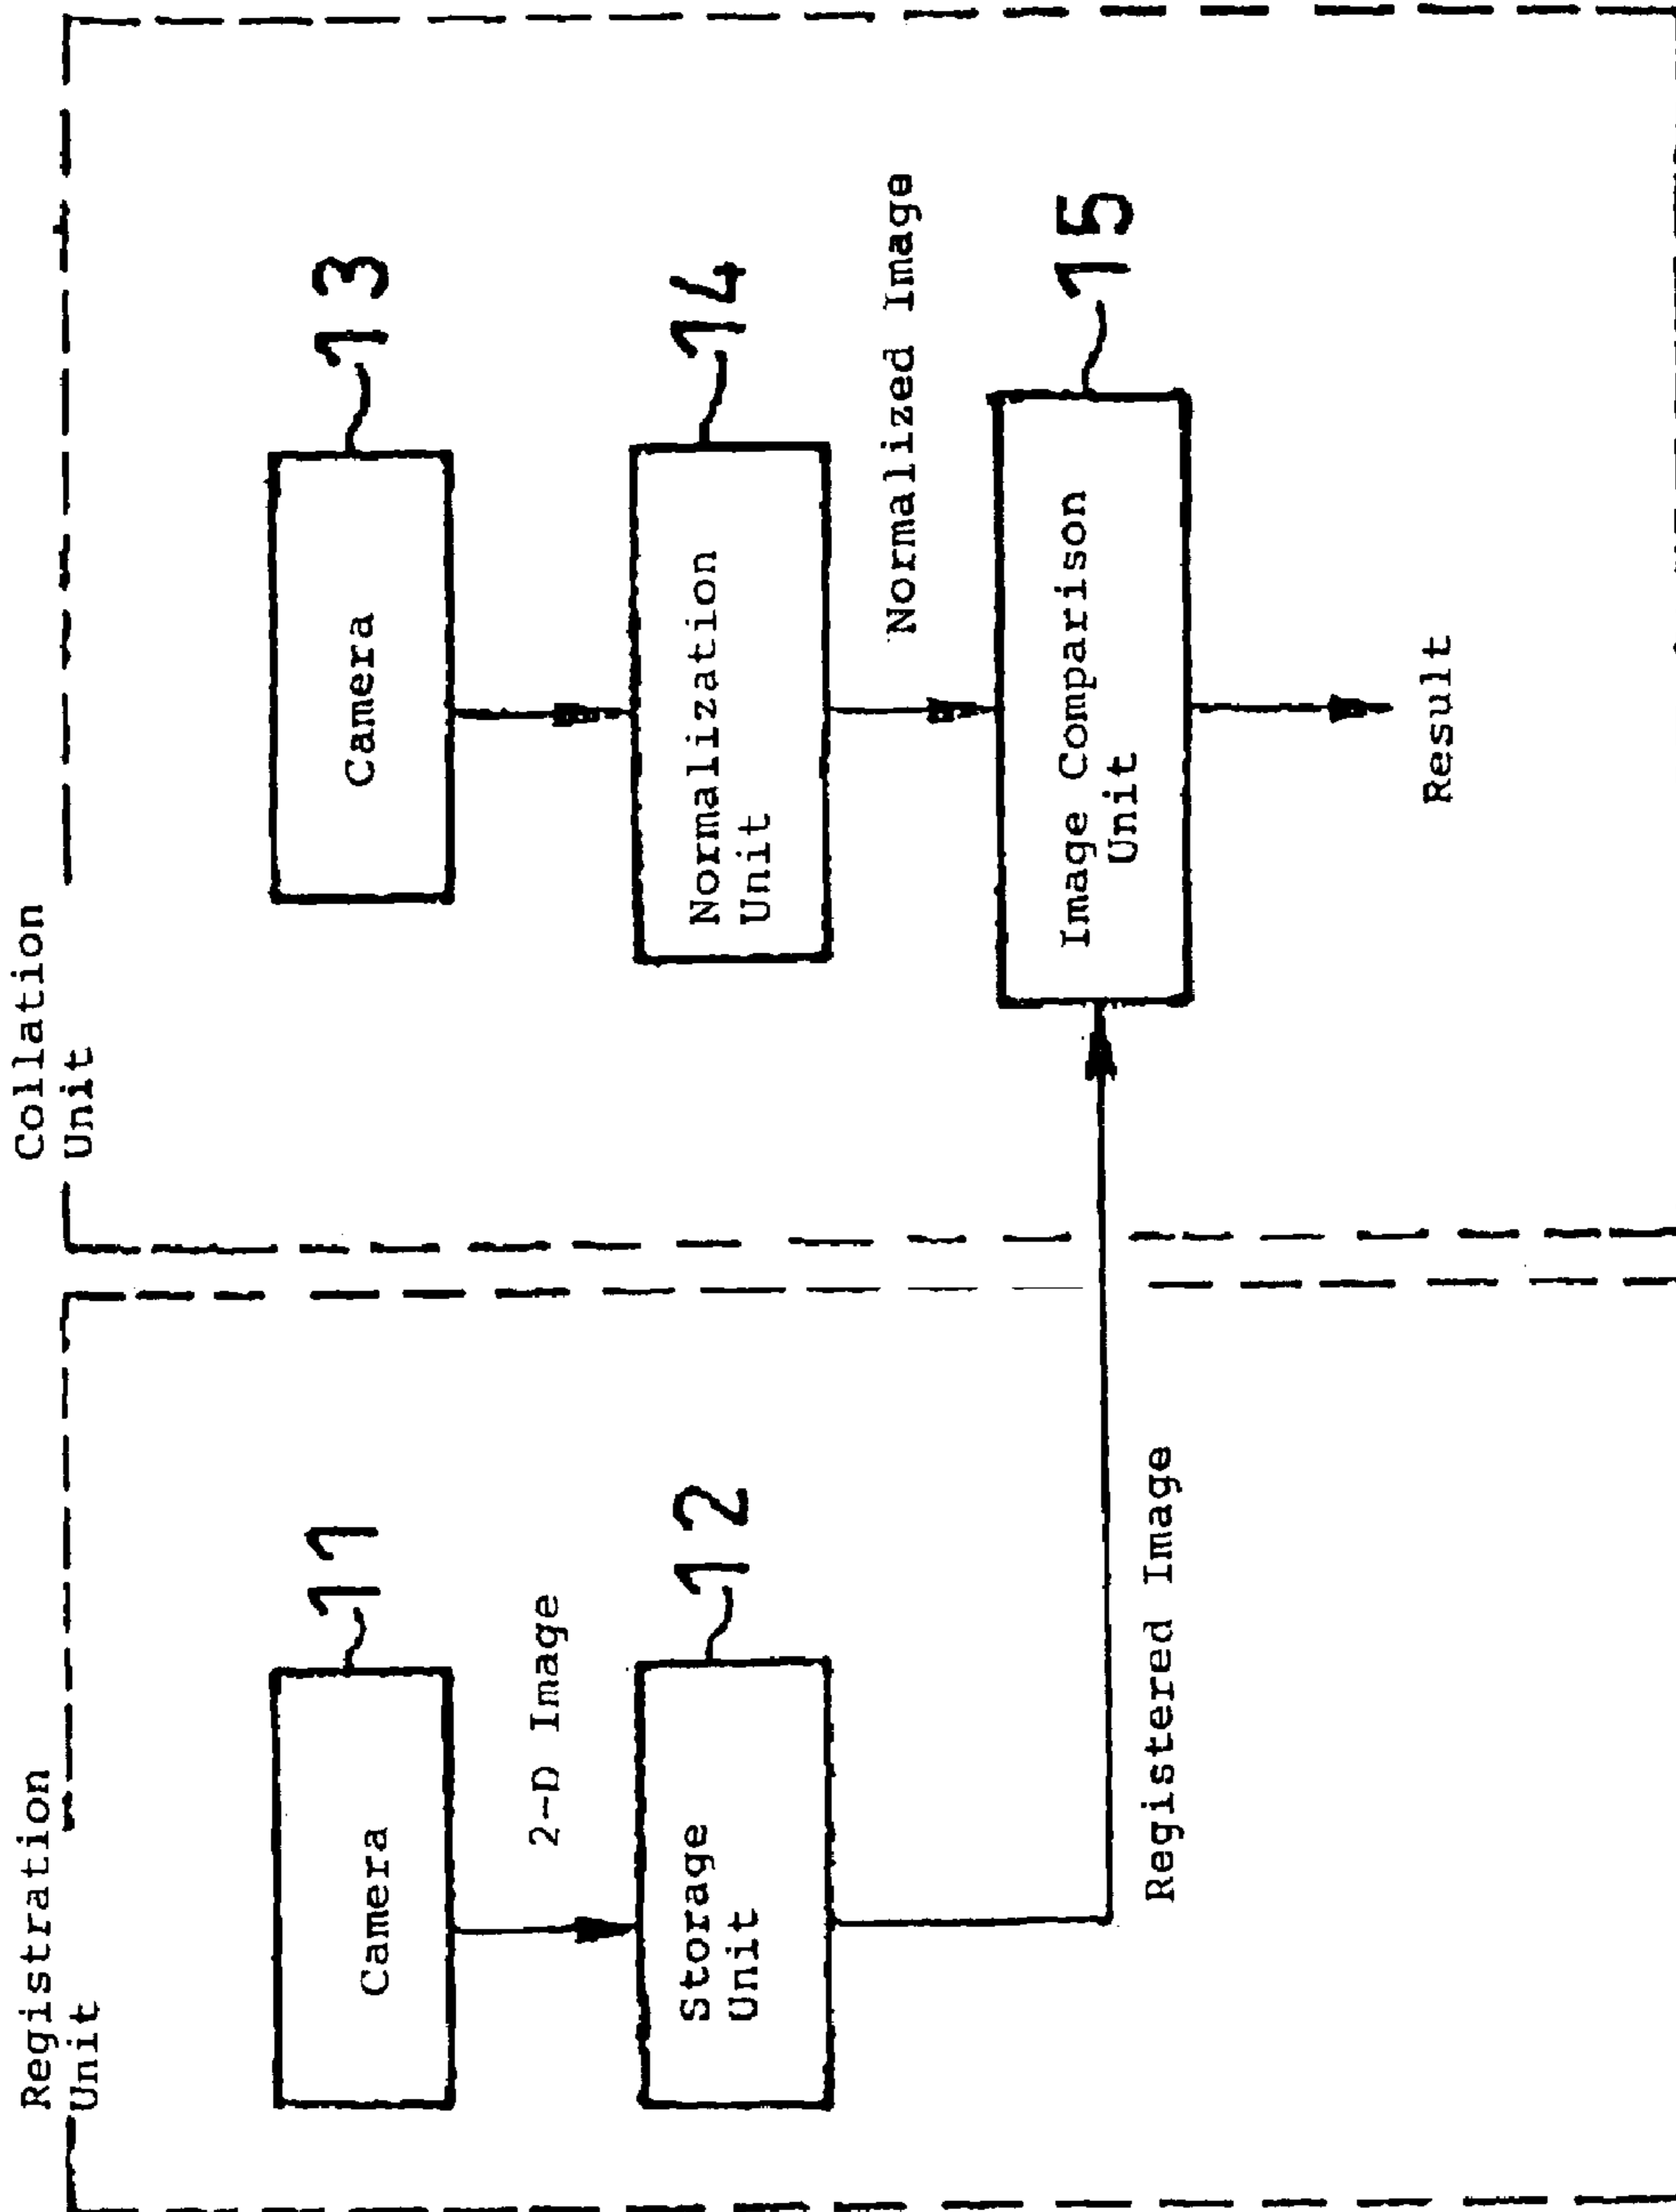 Registration
Unit
Camera
11
2-D Image
Storage
Unit
12
Registered Image
Collation
Unit
Camera
13
Normalization
Unit
14
Normalized Image
Image Comparison
Unit
15
Result